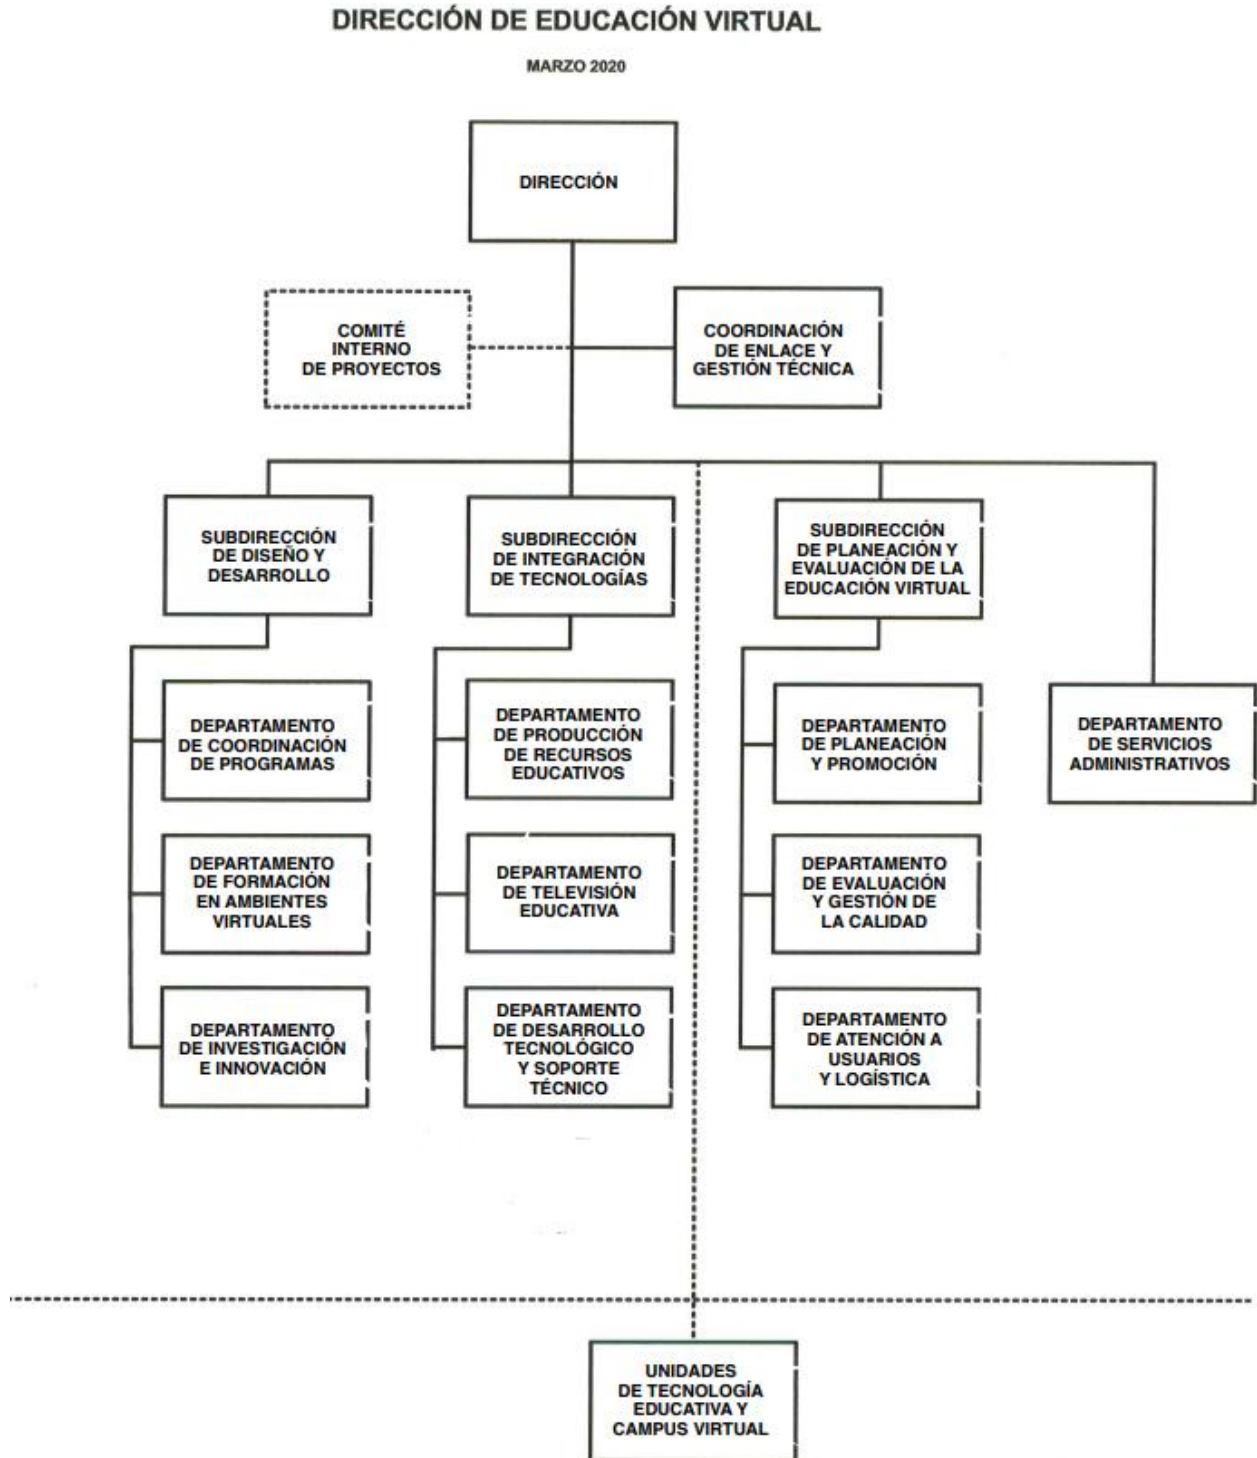 DIRECCIÓN DE EDUCACIÓN VIRTUAL
MARZO 2020
DIRECCIÓN
COMITÉ
INTERNO
DE PROYECTOS
COORDINACIÓN
DE ENLACE Y
GESTIÓN TÉCNICA
SUBDIRECCIÓN
DE DISEÑO Y
DESARROLLO
SUBDIRECCIÓN
DE INTEGRACIÓN
DE TECNOLOGÍAS
SUBDIRECCIÓN
DE PLANEACIÓN Y
EVALUACIÓN DE LA
EDUCACIÓN VIRTUAL
DEPARTAMENTO
DE COORDINACIÓN
DE PROGRAMAS
DEPARTAMENTO
DE PRODUCCIÓN
DE RECURSOS
EDUCATIVOS
DEPARTAMENTO
DE PLANEACIÓN
Y PROMOCIÓN
DEPARTAMENTO
DE SERVICIOS
ADMINISTRATIVOS
DEPARTAMENTO
DE FORMACIÓN
EN AMBIENTES
VIRTUALES
DEPARTAMENTO
DE TELEVISIÓN
EDUCATIVA
DEPARTAMENTO
DE EVALUACIÓN
Y GESTIÓN DE
LA CALIDAD
DEPARTAMENTO
DE INVESTIGACIÓN
E INNOVACIÓN
DEPARTAMENTO
DE DESARROLLO
TECNOLÓGICO
Y SOPORTE
TÉCNICO
DEPARTAMENTO
DE ATENCIÓN A
USUARIOS
Y LOGÍSTICA
UNIDADES
DE TECNOLOGÍA
EDUCATIVA Y
CAMPUS VIRTUAL